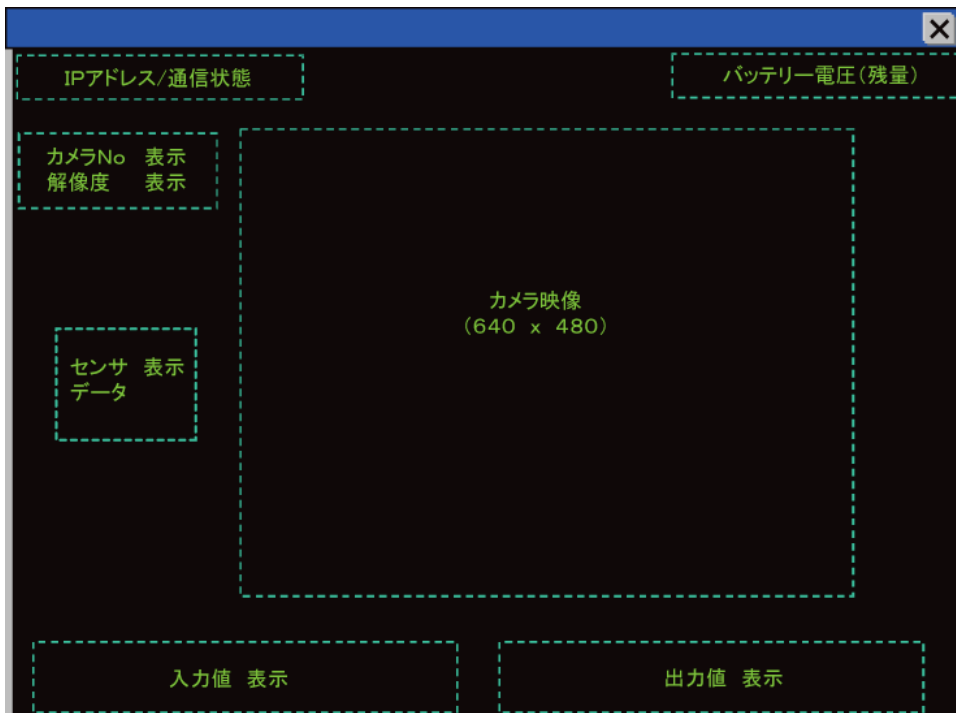 IPアドレス/通信状態
バッテリー電圧(残量)
カメラNo 表示
解像度 表示
カメラ映像
(640 x 480)
センサ 表示
データ
入力値 表示
出力値 表示